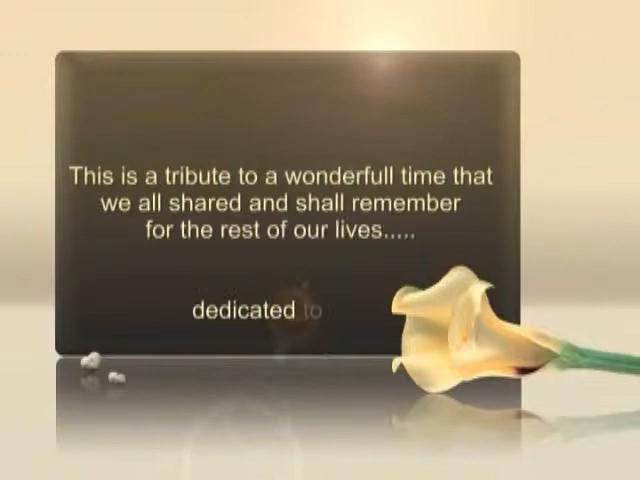 This is a tribute to a wonderfull time that
we all shared and shall remember
for the rest of our lives.....
dedicated to